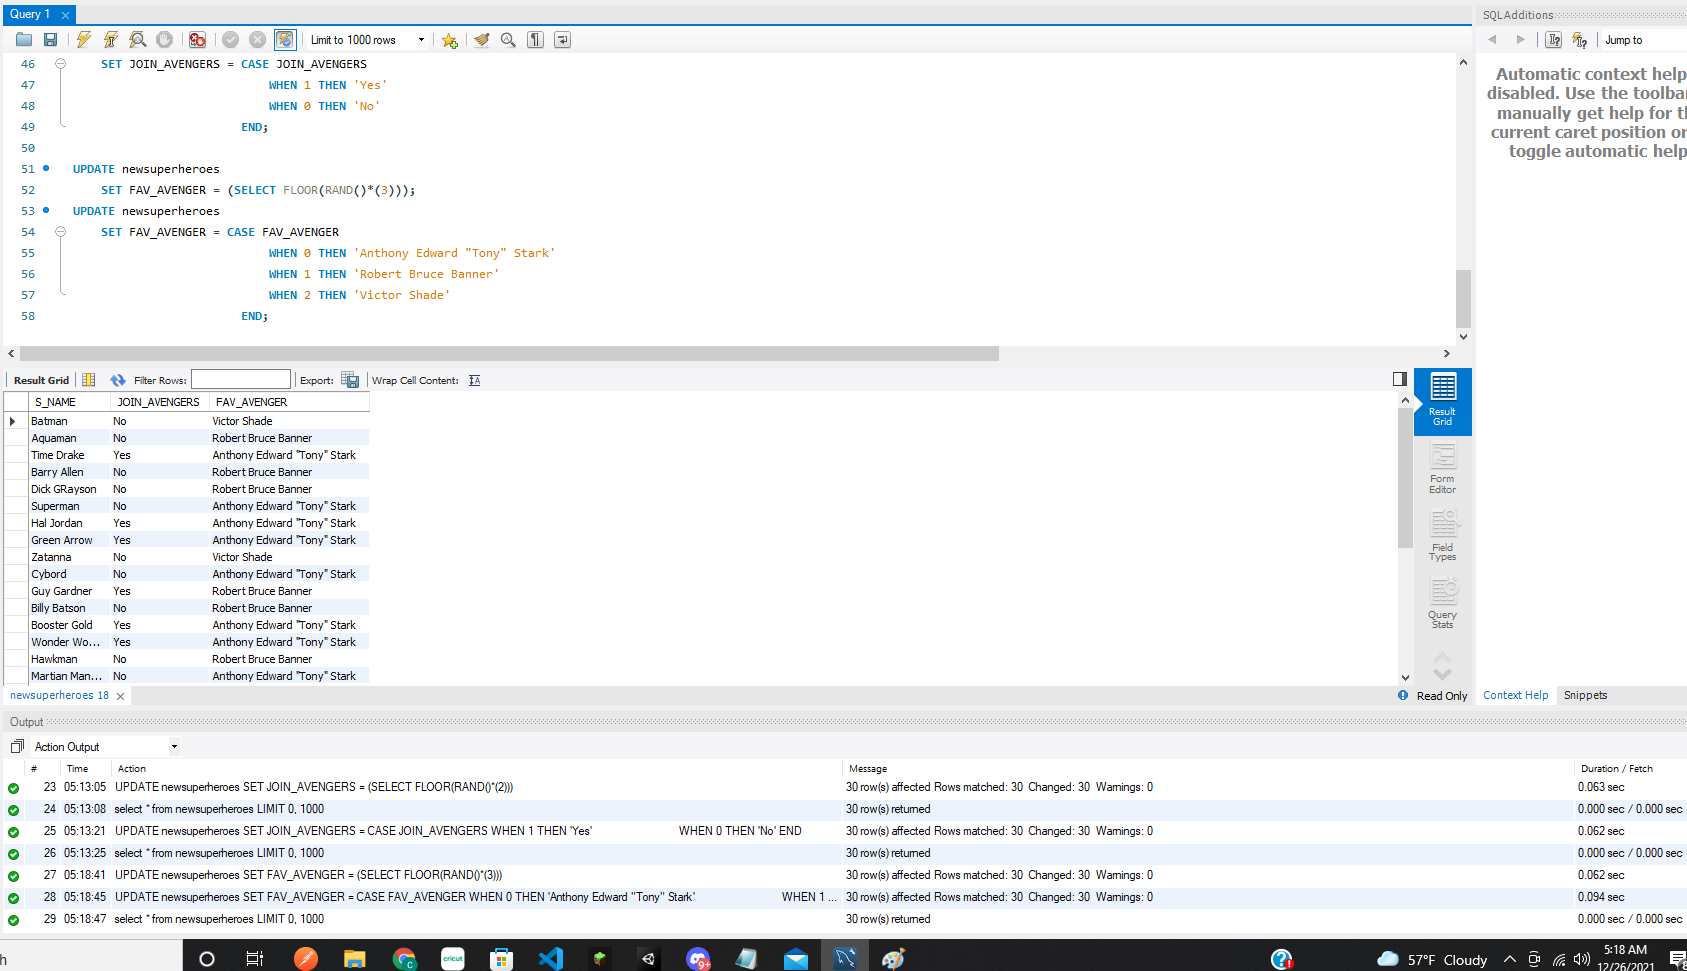 Query 1
SQLAdditions
Limit to 1000 rows
Jump to
46 SET JOIN_AVENGERS = CASE JOIN_AVENGERS
47 WHEN 1 THEN 'Yes'
48 WHEN 0 THEN 'No'
49 END;
50
51 UPDATE newsuperheroes
52 SET FAV_AVENGER = (SELECT FLOOR(RAND()*(3)));
53 UPDATE newsuperheroes
54 SET FAV_AVENGER = CASE FAV_AVENGER
55 WHEN 0 THEN 'Anthony Edward "Tony" Stark'
56 WHEN 1 THEN 'Robert Bruce Banner'
57 WHEN 2 THEN 'Victor Shade'
58 END;
Automatic context help
disabled. Use the
manually get help for
current caret position
toggle automatic help
Result Grid Filter Rows: Export: Wrap Cell Content: IA
S_NAME JOIN_AVENGERS FAV_AVENGER
Batman No Victor Shade
Aquaman No Robert Bruce Banner
Time Drake Yes Anthony Edward "Tony" Stark
Barry Allen No Robert Bruce Banner
Dick GRayson No Robert Bruce Banner
Superman No Anthony Edward "Tony" Stark
Hal Jordan Yes Anthony Edward "Tony" Stark
Green Arrow Yes Anthony Edward "Tony" Stark
Zatanna No Victor Shade
Cybord No Anthony Edward "Tony" Stark
Guy Gardner Yes Robert Bruce Banner
Billy Batson No Robert Bruce Banner
Booster Gold Yes Anthony Edward "Tony" Stark
Wonder Wo... Yes Anthony Edward "Tony" Stark
Hawkman No Robert Bruce Banner
Martian Man... No Anthony Edward "Tony" Stark
Result
Grid
Form
Editor
Field
Types
Query
Stats
newsuperheroes 18
Read Only
Context Help Snippets
Output
Action Output
# Time Action Message Duration / Fetch
23 05:13:05 UPDATE newsuperheroes SET JOIN_AVENGERS = (SELECT FLOOR(RAND()*(2))) 30 row(s) affected Rows matched: 30 Changed: 30 Warnings: 0 0.063 sec
24 05:13:08 select * from newsuperheroes LIMIT 0, 1000 30 row(s) returned 0.000 sec / 0.000 sec
25 05:13:21 UPDATE newsuperheroes SET JOIN_AVENGERS = CASE JOIN_AVENGERS WHEN 1 THEN 'Yes' WHEN 0 THEN 'No' END 30 row(s) affected Rows matched: 30 Changed: 30 Warnings: 0 0.062 sec
26 05:13:25 select * from newsuperheroes LIMIT 0, 1000 30 row(s) returned 0.000 sec / 0.000 sec
27 05:18:41 UPDATE newsuperheroes SET FAV_AVENGER = (SELECT FLOOR(RAND()*(3))) 30 row(s) affected Rows matched: 30 Changed: 30 Warnings: 0 0.062 sec
28 05:18:45 UPDATE newsuperheroes SET FAV_AVENGER = CASE FAV_AVENGER WHEN 0 THEN 'Anthony Edward "Tony" Stark' WHEN 1 ... 30 row(s) affected Rows matched: 30 Changed: 30 Warnings: 0 0.094 sec
29 05:18:47 select * from newsuperheroes LIMIT 0, 1000 30 row(s) returned 0.000 sec / 0.000 sec
h
cricut
9+
57°F Cloudy
5:18 AM
12/26/2021